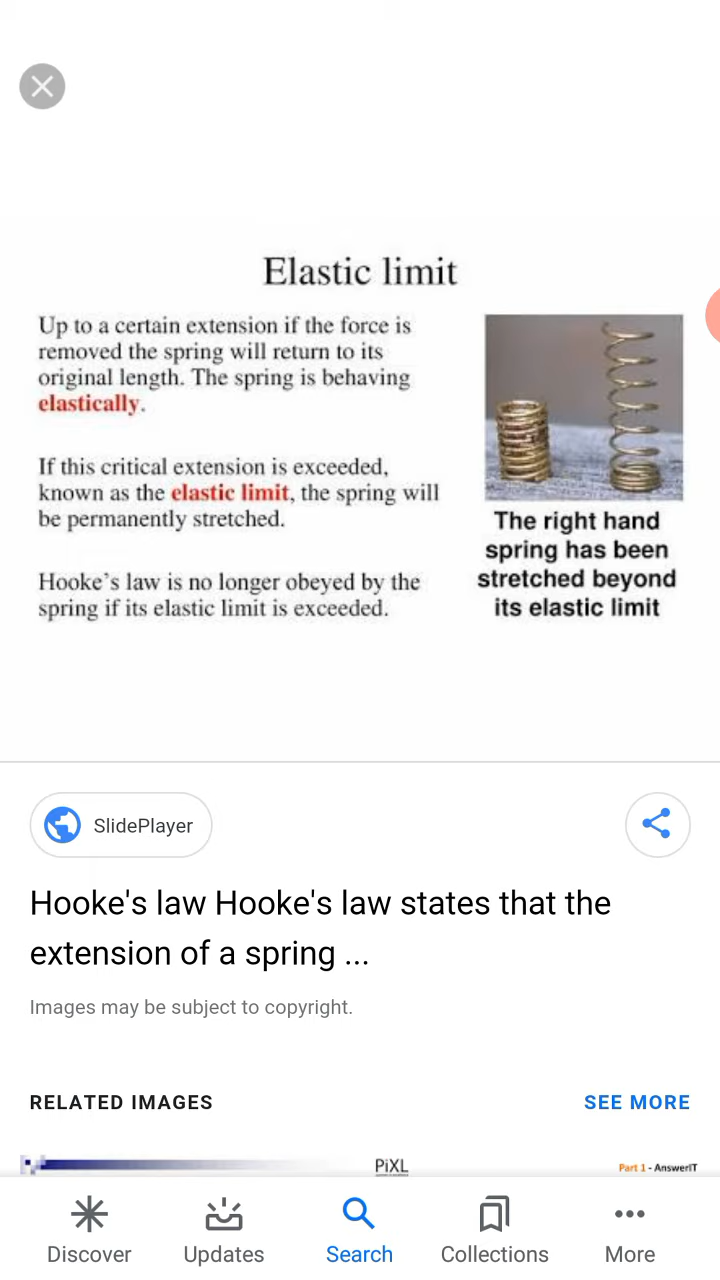 Elastic limit
Up to a certain extension if the force is
removed the spring will return to its
original length. The spring is behaving
elastically.
If this critical extension is exceeded,
known as the elastic limit, the spring will
be permanently stretched.
Hooke's law is no longer obeyed by the
spring if its elastic limit is exceeded.
The right hand
spring has been
stretched beyond
its elastic limit
SlidePlayer
Hooke's law Hooke's law states that the
extension of a spring ...
Images may be subject to copyright.
RELATED IMAGES SEE MORE
PiXL Part 1 - AnswerIT
Discover Updates Search Collections More